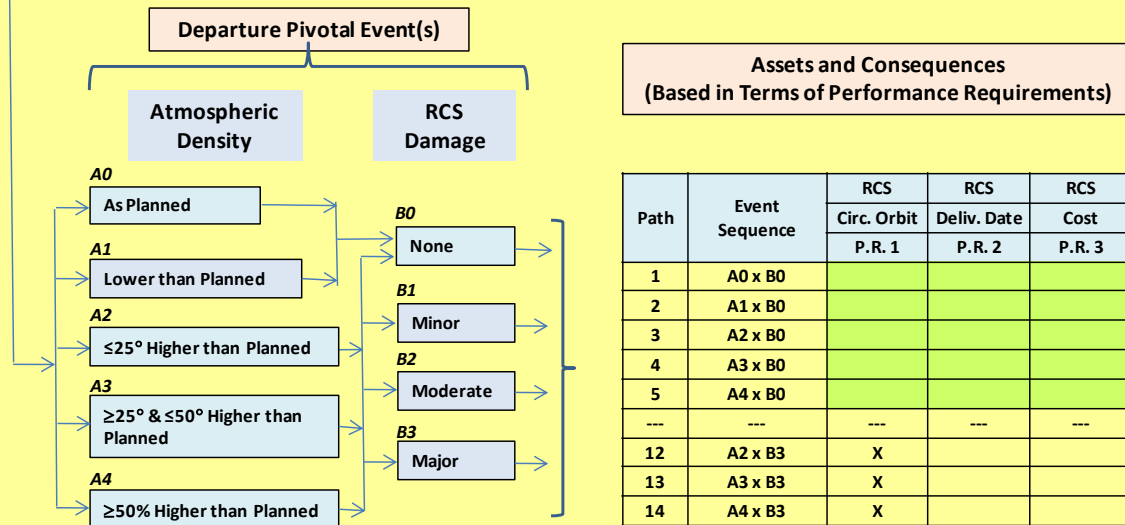 Departure Pivotal Event(s)
Atmospheric
Density
RCS
Damage
A0
As Planned
A1
Lower than Planned
A2
≤25° Higher than Planned
A3
≥25° & ≤50° Higher than
Planned
A4
≥50% Higher than Planned
B0
None
B1
Minor
B2
Moderate
B3
Major
Assets and Consequences
(Based in Terms of Performance Requirements)
Path Event Sequence RCS RCS RCS
Circ. Orbit Deliv. Date Cost
P.R. 1 P.R. 2 P.R. 3
1 A0 x B0
2 A1 x B0
3 A2 x B0
4 A3 x B0
5 A4 x B0
--- --- --- --- ---
12 A2 x B3 X
13 A3 x B3 X
14 A4 x B3 X